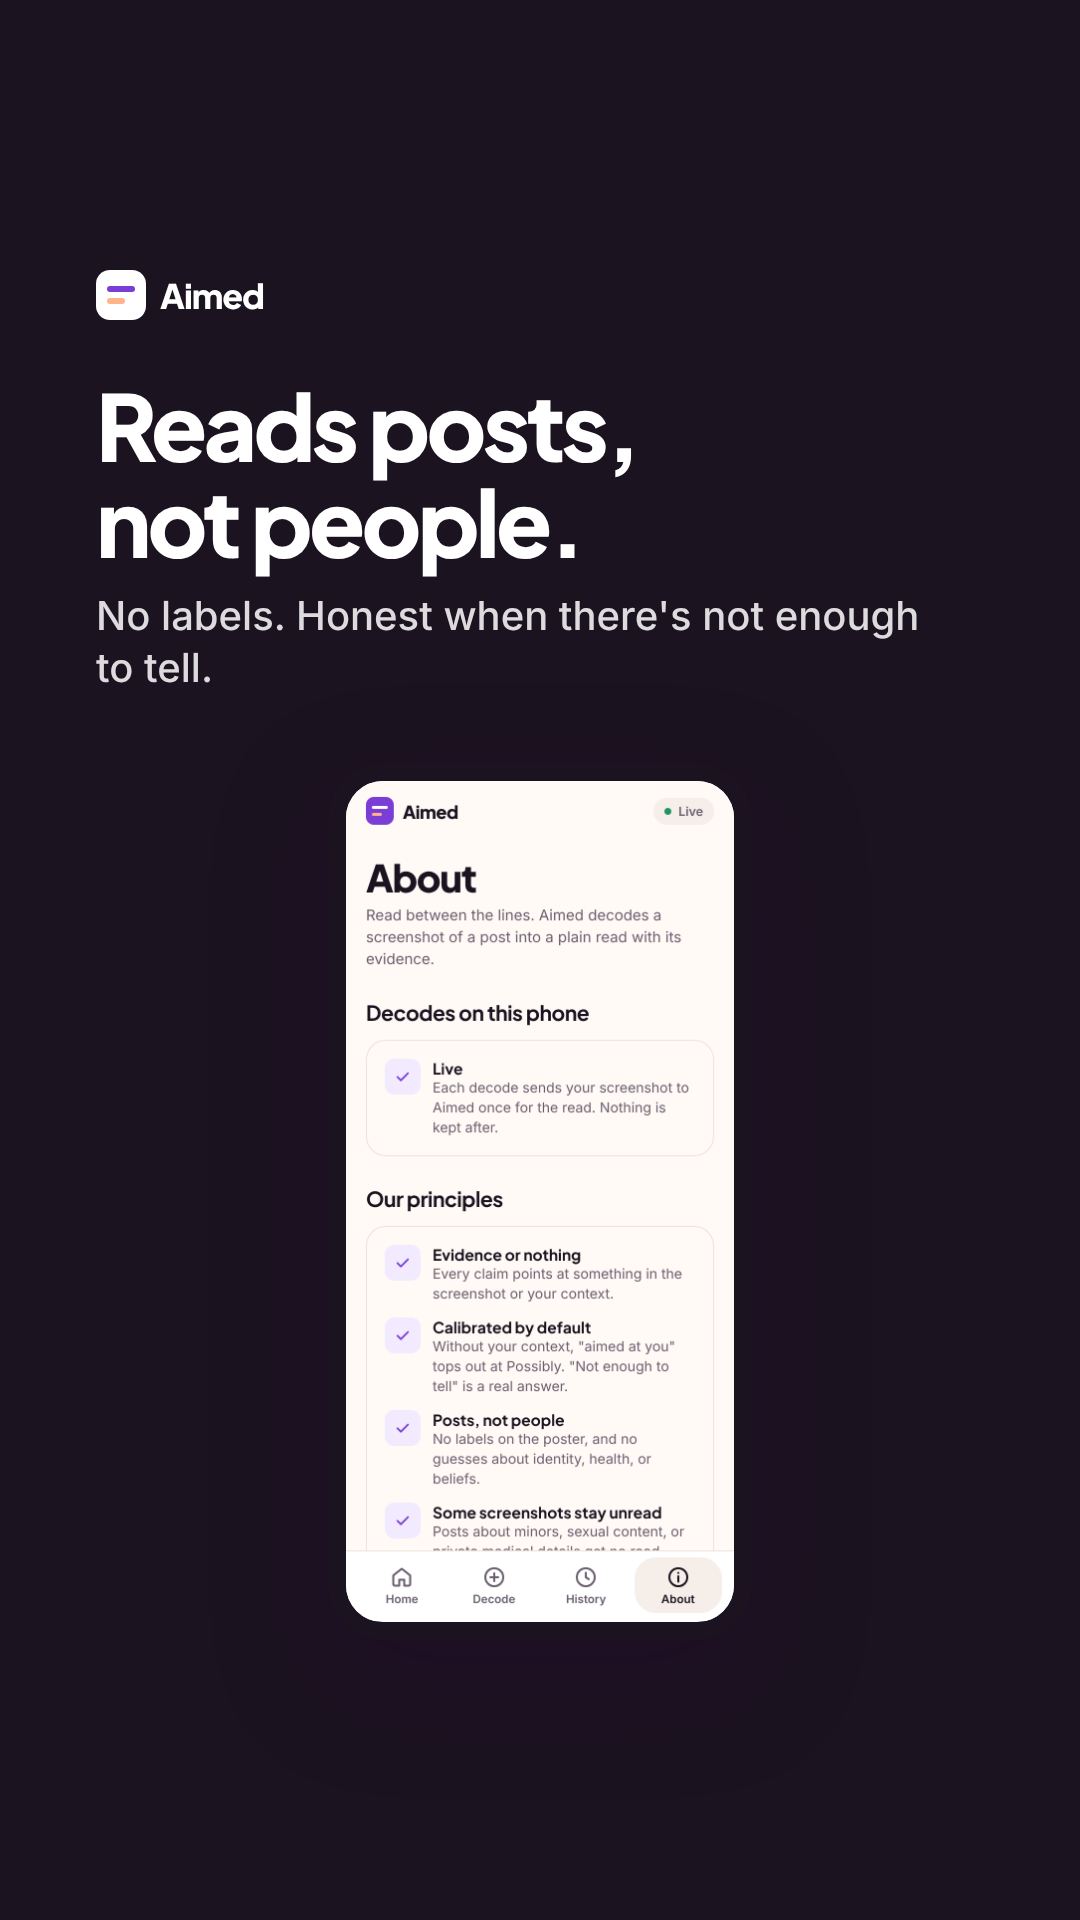 Aimed
Reads posts,
not people.
No labels. Honest when there's not enough
to tell.
Aimed
Live
About
Read between the lines. Aimed decodes a
screenshot of a post into a plain read with its
evidence.
Decodes on this phone
Live
Each decode sends your screenshot to
Aimed once for the read. Nothing is
kept after.
Our principles
Evidence or nothing
Every claim points at something in the
screenshot or your context.
Calibrated by default
Without your context, "aimed at you"
tops out at Possibly. "Not enough to
tell" is a real answer.
Posts, not people
No labels on the poster, and no
guesses about identity, health, or
beliefs.
Some screenshots stay unread
Posts about minors, sexual content, or
private medical details get no read
Home
Decode
History
About